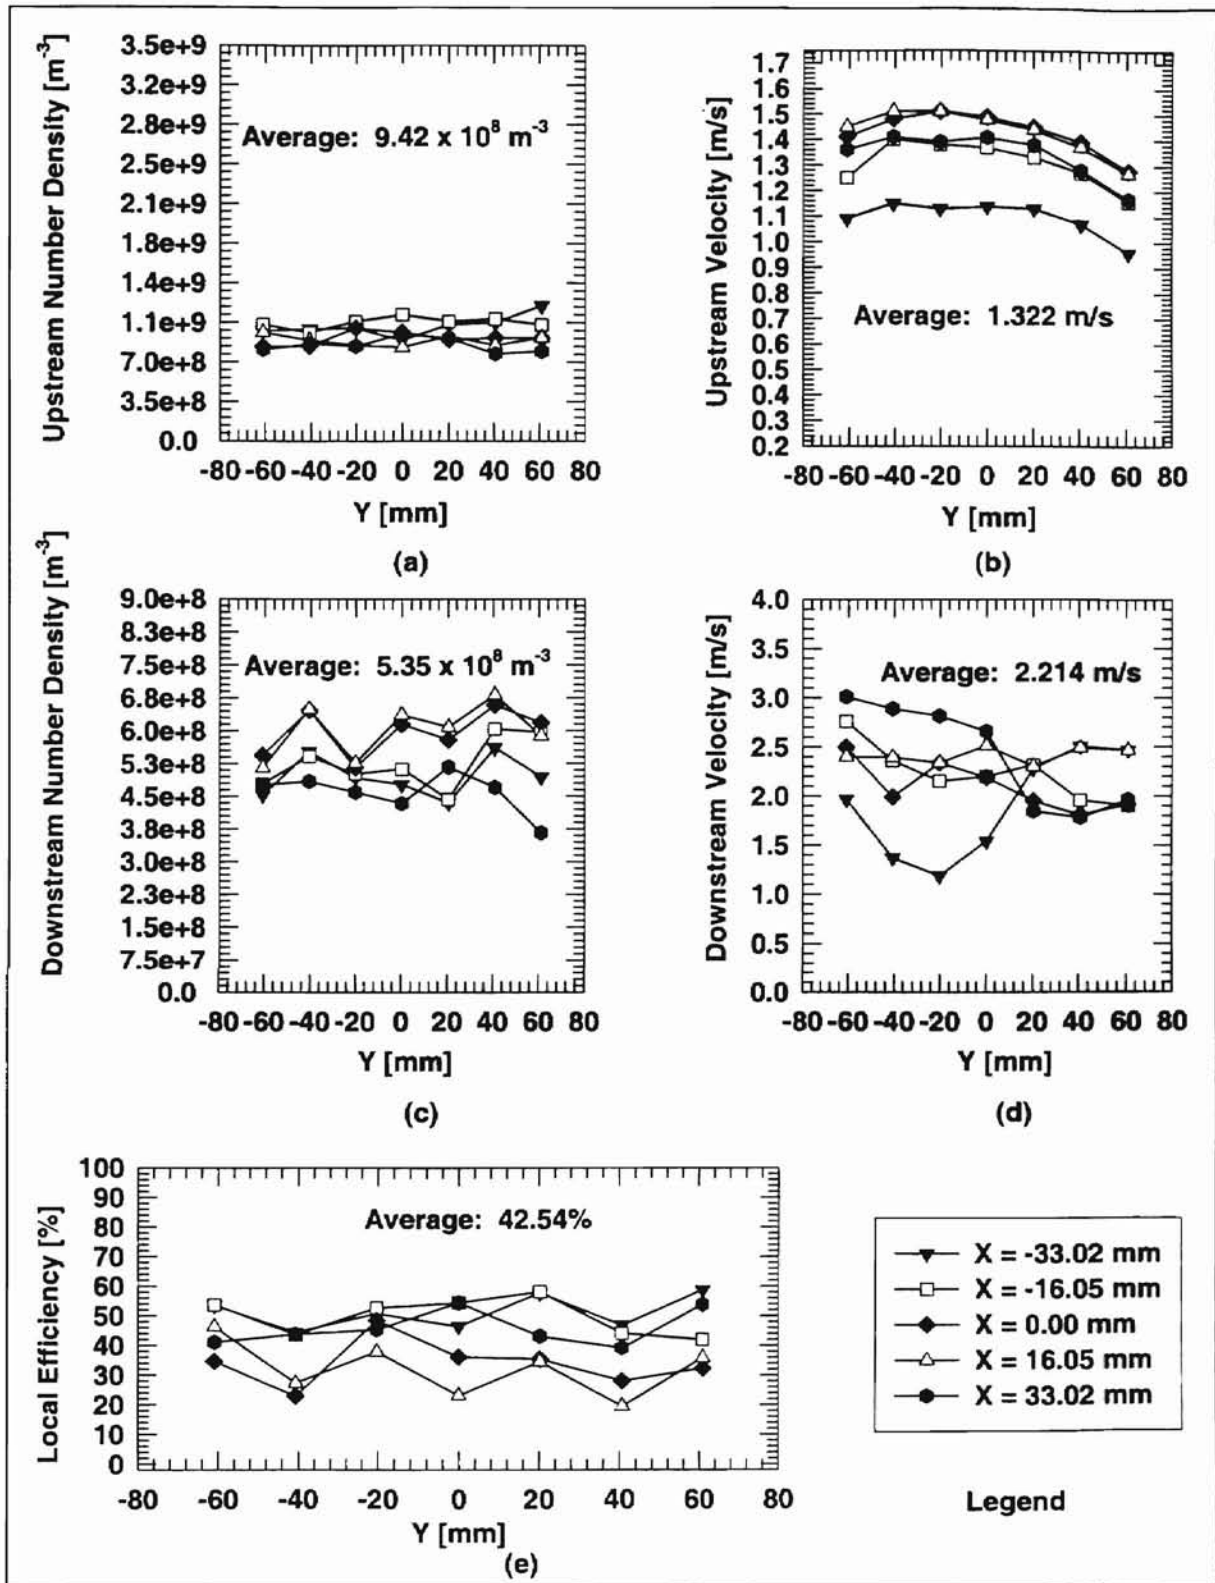 Upstream Number Density [m-3]
3.5e+9
3.2e+9
2.8e+9
2.5e+9
2.1e+9
1.8e+9
1.4e+9
1.1e+9
7.0e+8
3.5e+8
0.0
Average: 9.42 x 10^8 m-3
-80 -60 -40 -20 0 20 40 60 80
Y [mm]
(a)
Upstream Velocity [m/s]
1.7
1.6
1.5
1.4
1.3
1.2
1.1
1.0
0.9
0.8
0.7
0.6
0.5
0.4
0.3
0.2
Average: 1.322 m/s
-80 -60 -40 -20 0 20 40 60 80
Y [mm]
(b)
Downstream Number Density [m-3]
9.0e+8
8.3e+8
7.5e+8
6.8e+8
6.0e+8
5.3e+8
4.5e+8
3.8e+8
3.0e+8
2.3e+8
1.5e+8
7.5e+7
0.0
Average: 5.35 x 10^8 m-3
-80 -60 -40 -20 0 20 40 60 80
Y [mm]
(c)
Downstream Velocity [m/s]
4.0
3.5
3.0
2.5
2.0
1.5
1.0
0.5
0.0
Average: 2.214 m/s
-80 -60 -40 -20 0 20 40 60 80
Y [mm]
(d)
Local Efficiency [%]
100
90
80
70
60
50
40
30
20
10
0
Average: 42.54%
-80 -60 -40 -20 0 20 40 60 80
Y [mm]
(e)
X = -33.02 mm
X = -16.05 mm
X = 0.00 mm
X = 16.05 mm
X = 33.02 mm
Legend